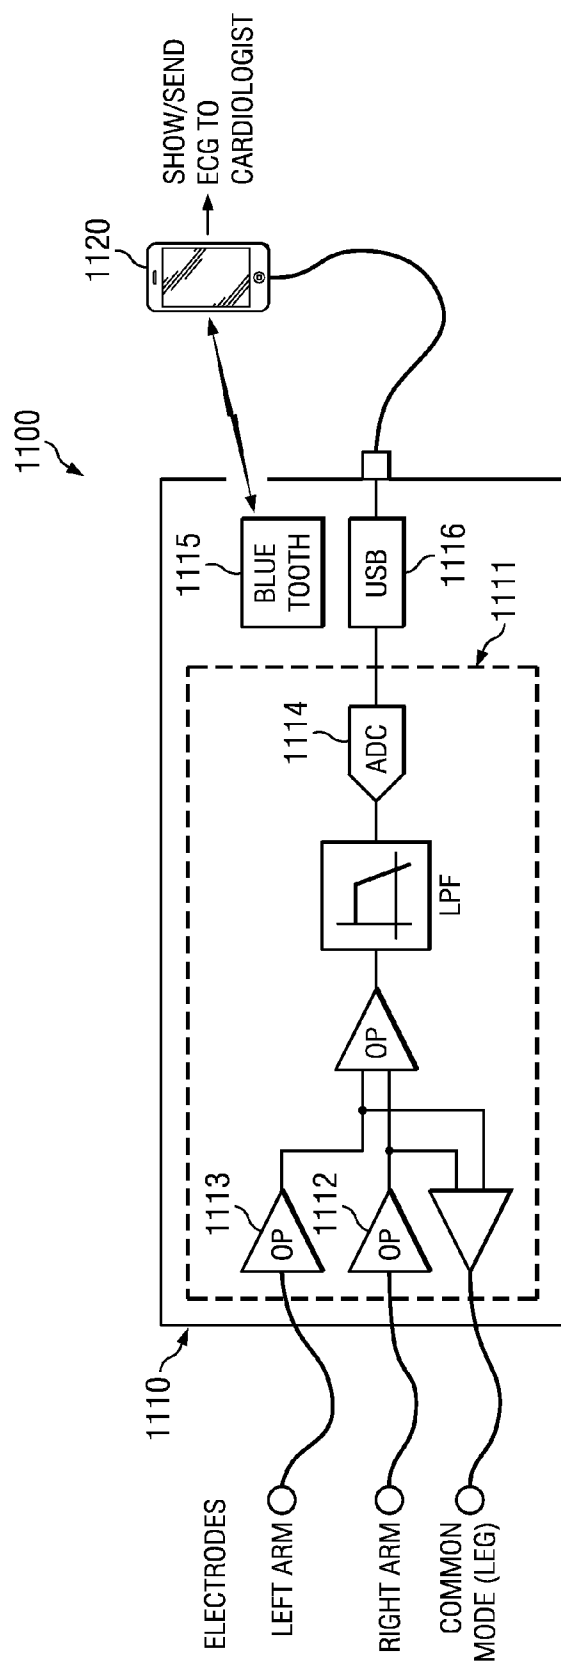 1100
ELECTRODES
LEFT ARM
RIGHT ARM
COMMON
MODE (LEG)
1110
1113
OP
1112
OP
OP
LPF
1114
ADC
1111
1115
BLUE
TOOTH
USB
1116
1120
SHOW/SEND
ECG TO
CARDIOLOGIST